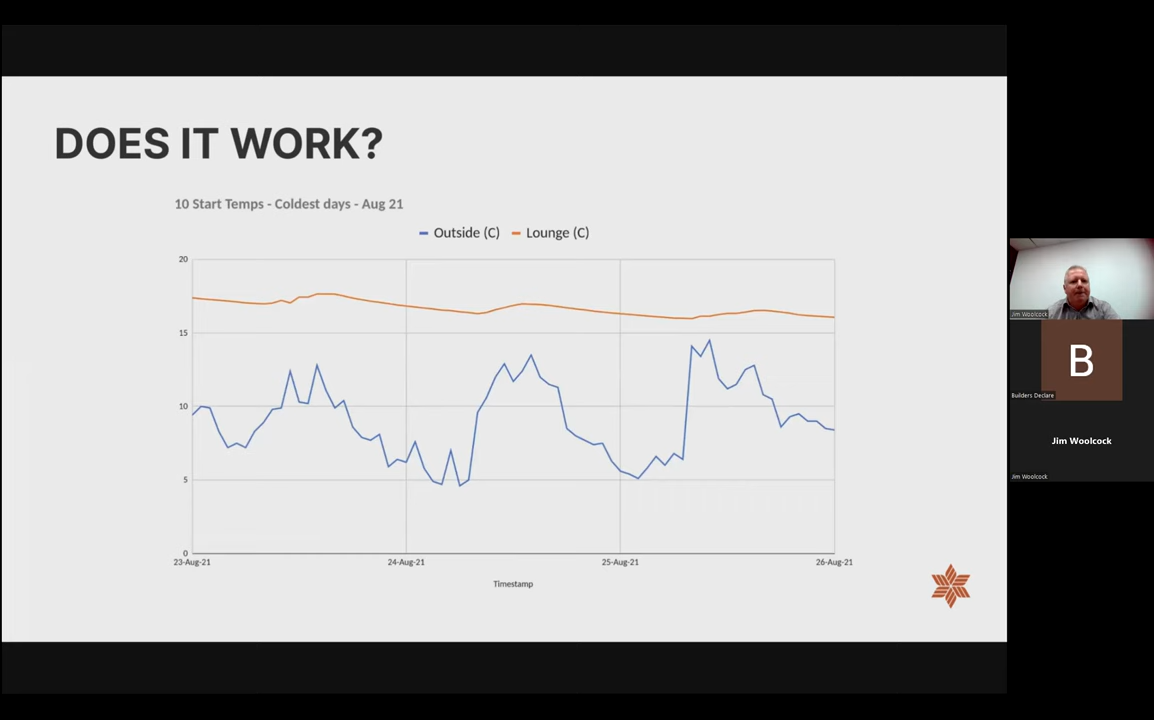 DOES IT WORK?
10 Start Temps - Coldest days - Aug 21
Outside (C) Lounge (C)
20
15
10
5
0
23-Aug-21 24-Aug-21 25-Aug-21 26-Aug-21
Timestamp
Jim Woolcock
B
Builders Declare
Jim Woolcock
Jim Woolcock